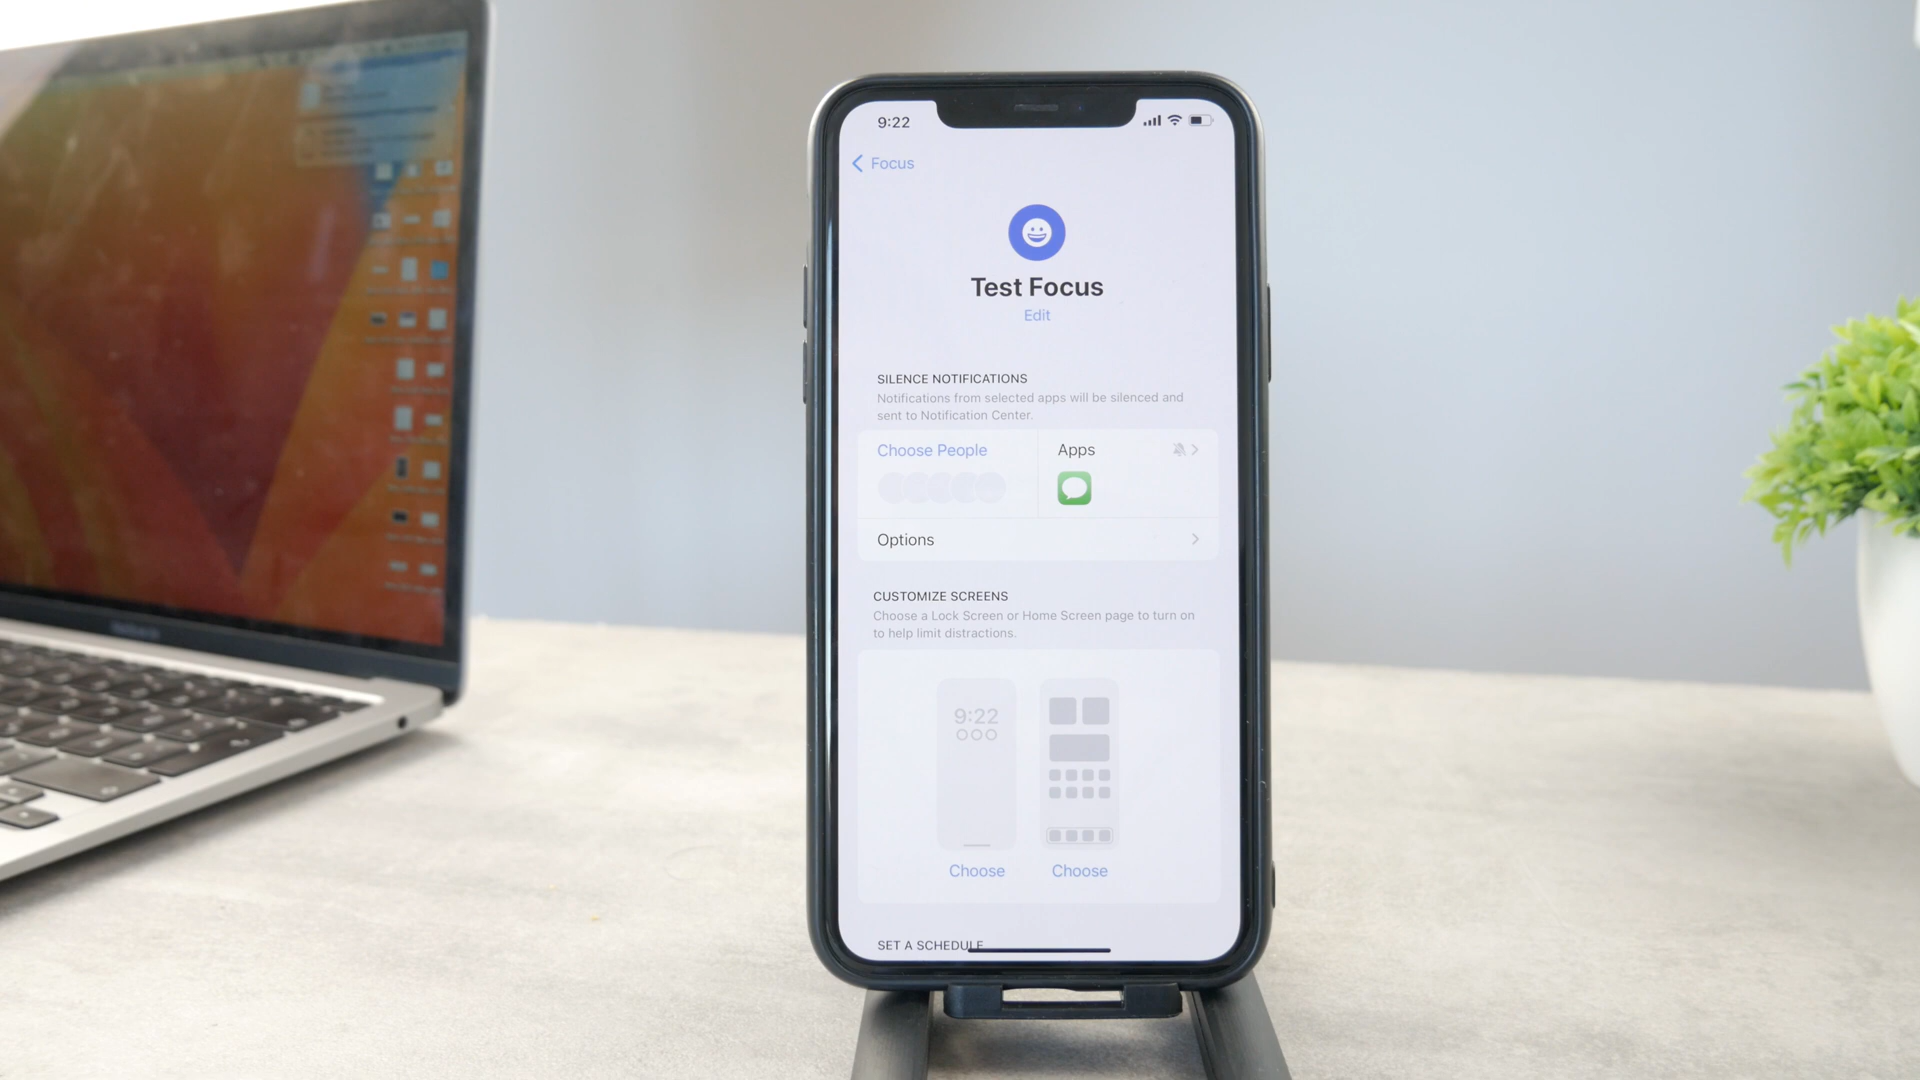 9:22
Focus
Test Focus
Edit
SILENCE NOTIFICATIONS
Notifications from selected apps will be silenced and
sent to Notification Center.
Choose People
Apps
Options
CUSTOMIZE SCREENS
Choose a Lock Screen or Home Screen page to turn on
to help limit distractions.
9:22
Choose
Choose
SET A SCHEDULE